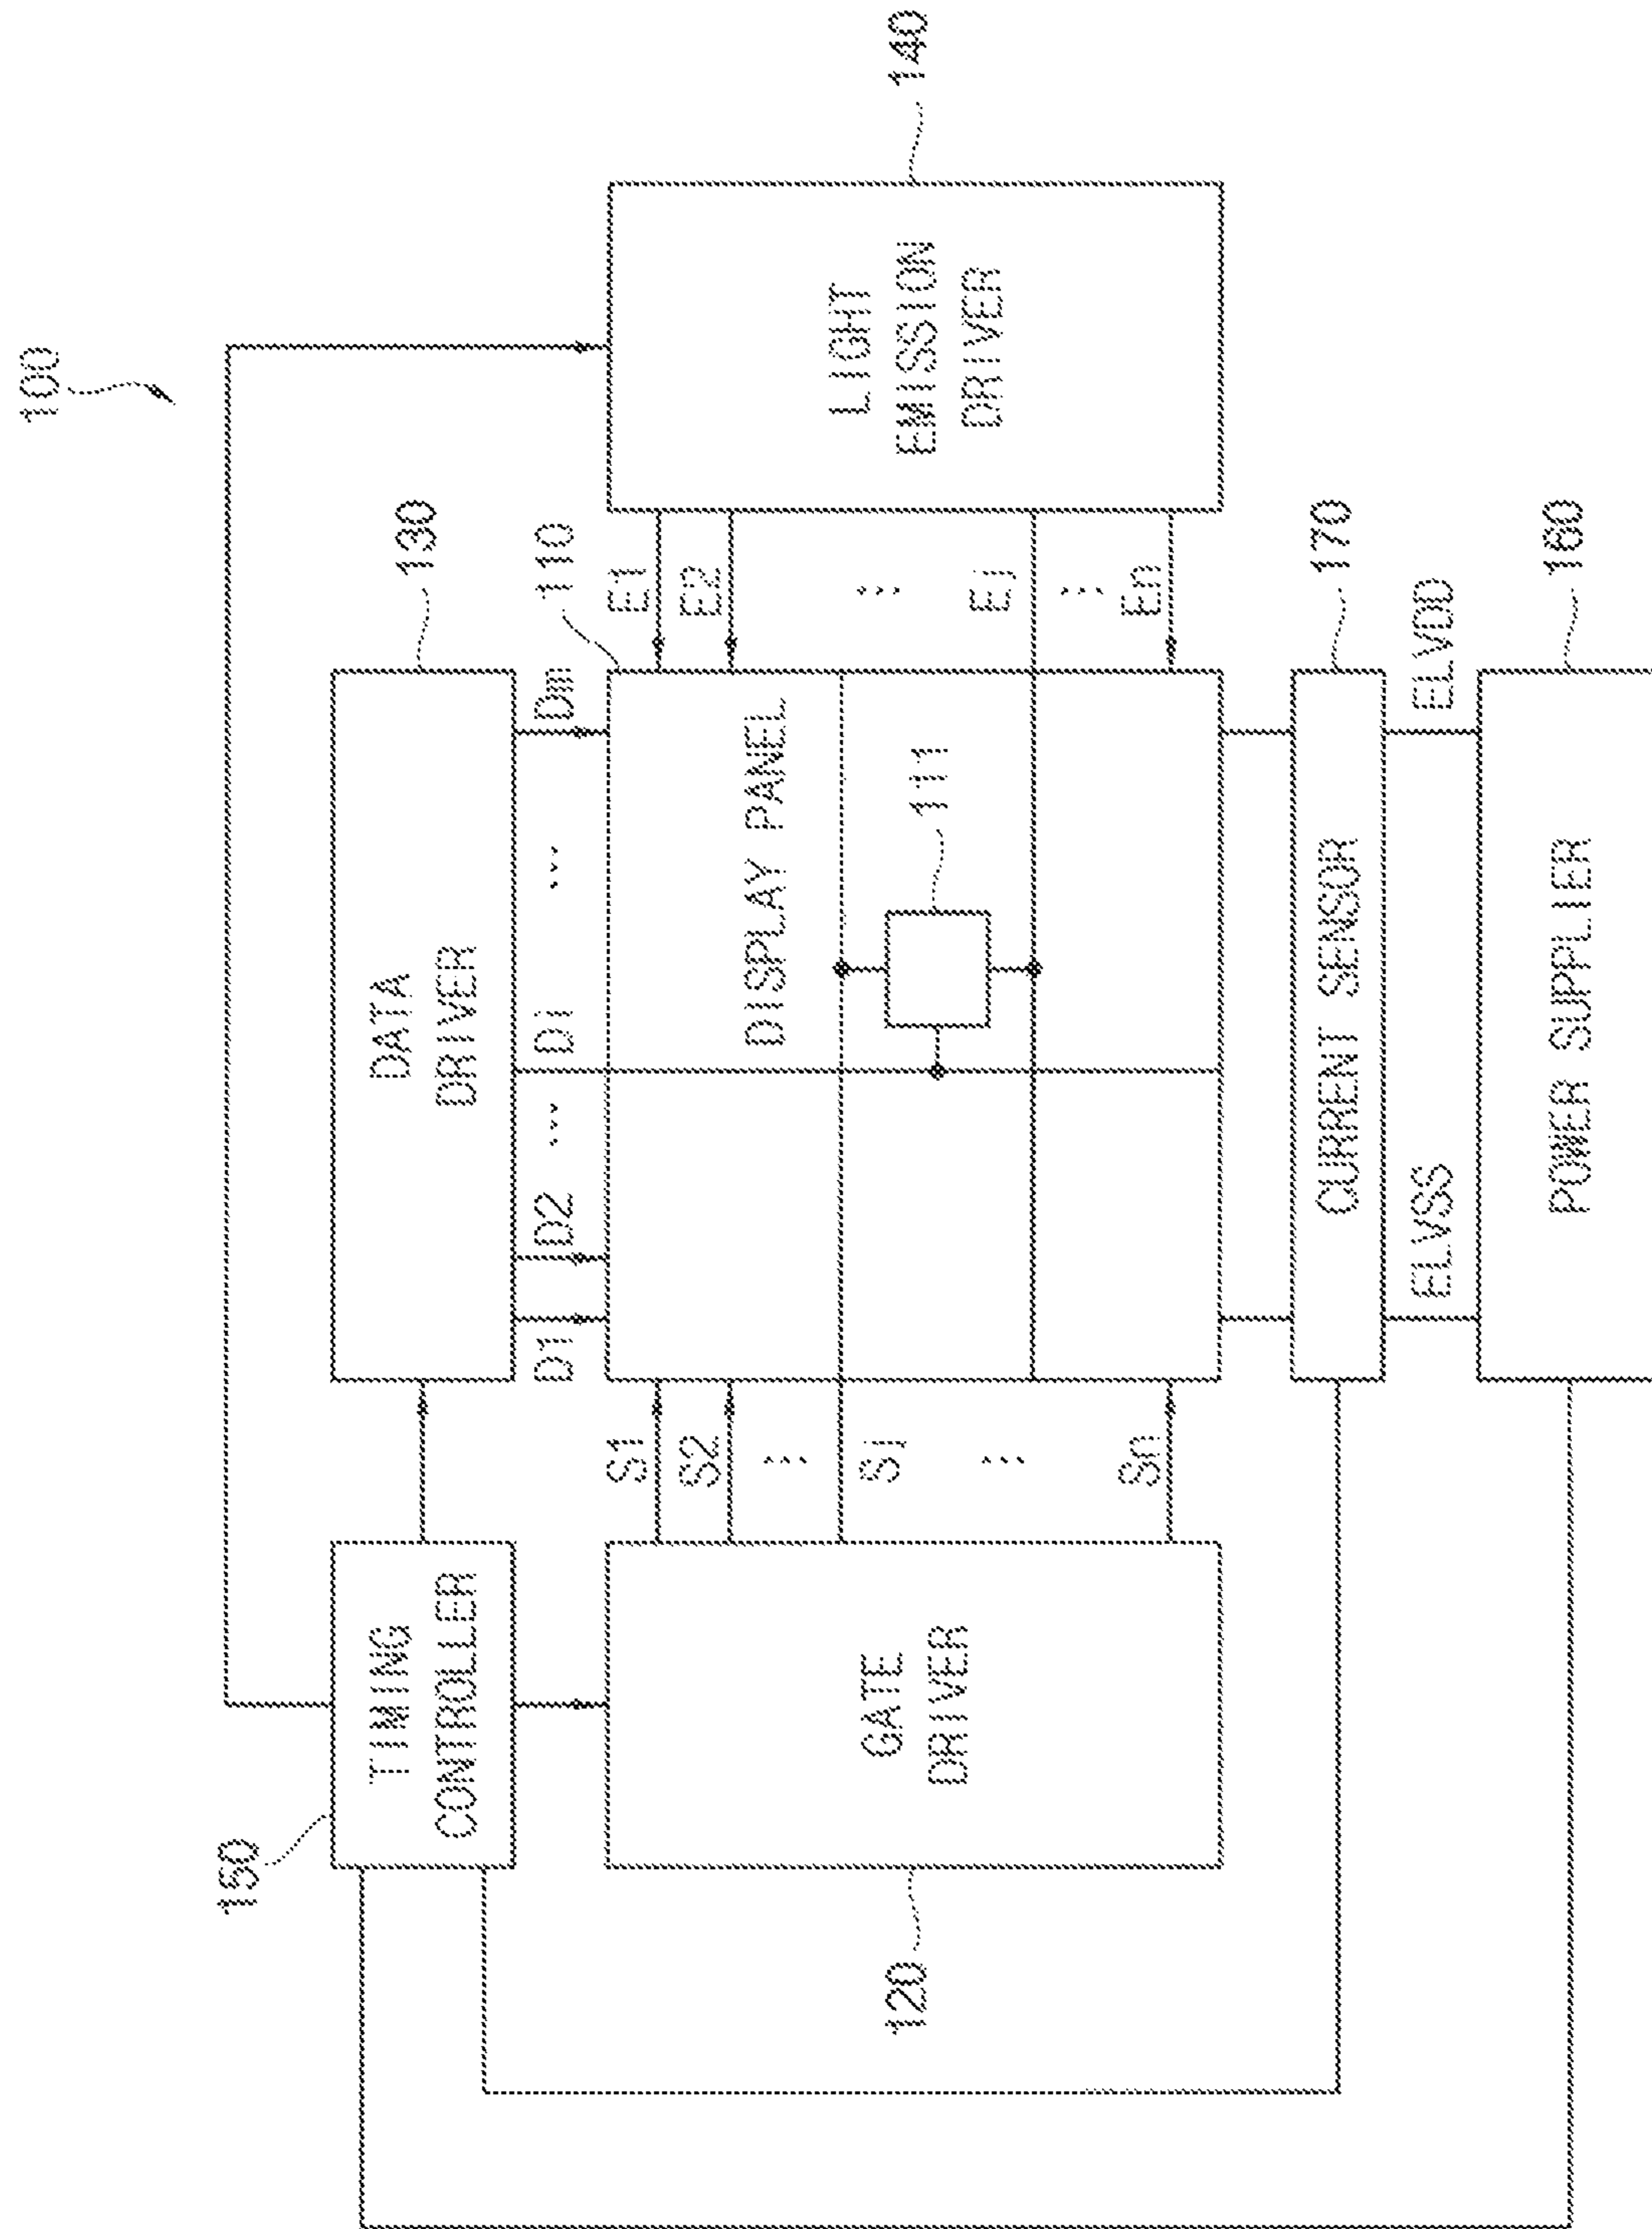 100
150
TIMING
CONTROLLER
DATA
DRIVER
130
D1
D2
...
Di
...
Dm
110
S1
S2
...
Sj
...
Sn
GATE
DRIVER
120
DISPLAY PANEL
111
E1
E2
...
Ej
...
En
LIGHT
EMISSION
DRIVER
140
CURRENT SENSOR
170
ELVSS
ELVDD
POWER SUPPLIER
160